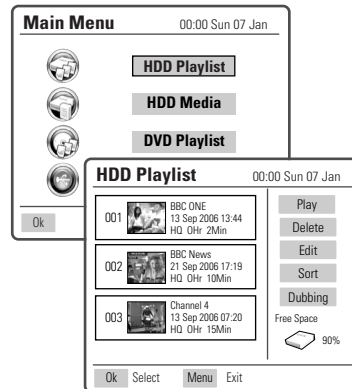 Main Menu 00:00 Sun 07 Jan
HDD Playlist
HDD Media
DVD Playlist
Ok
HDD Playlist 00:00 Sun 07 Jan
001
BBC ONE
13 Sep 2006 13:44
HQ 0Hr 2Min
002
BBC News
21 Sep 2006 17:19
HQ 0Hr 10Min
003
Channel 4
13 Sep 2006 07:20
HQ 0Hr 15Min
Play
Delete
Edit
Sort
Dubbing
Free Space
90%
Ok Select Menu Exit